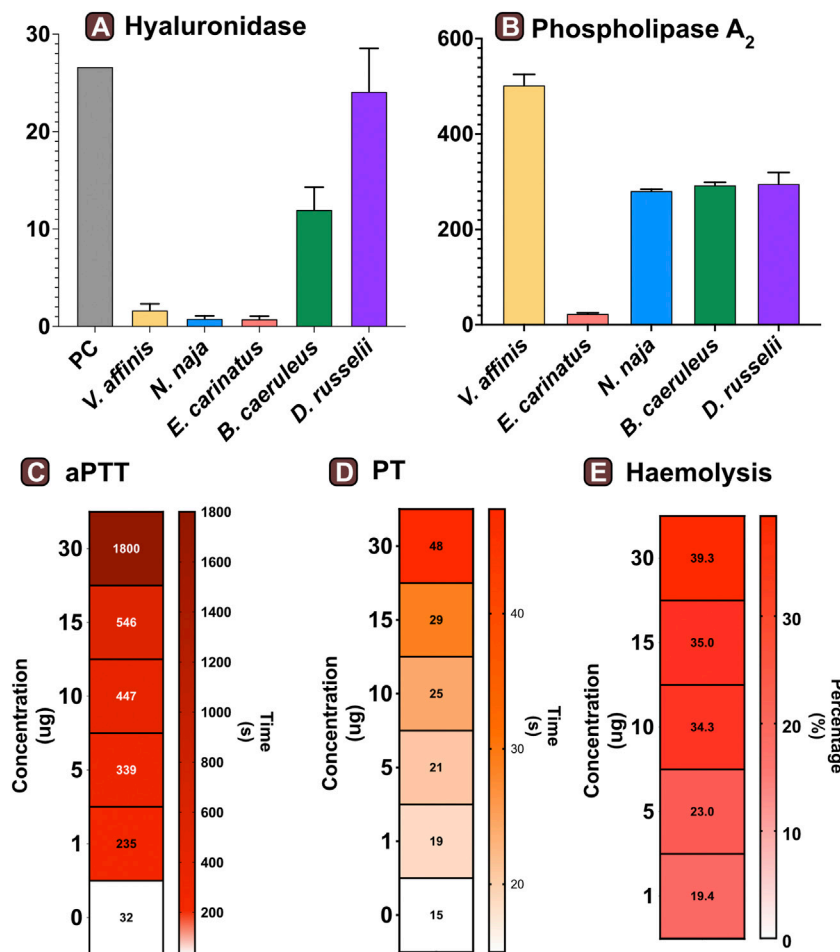 A Hyaluronidase
30
20
10
0
PC
V. affinis
N. naja
E. carinatus
B. caeruleus
D. russelii
B Phospholipase A₂
600
400
200
0
V. affinis
E. carinatus
N. naja
B. caeruleus
D. russelii
C aPTT
Concentration
(ug)
30
15
10
5
1
0
1800
546
447
339
235
32
1800
1600
1400
1200
1000
800
600
400
200
Time
(s)
D PT
Concentration
(ug)
30
15
10
5
1
0
48
29
25
21
19
15
40
30
20
Time
(s)
E Haemolysis
Concentration
(ug)
30
15
10
5
1
39.3
35.0
34.3
23.0
19.4
30
20
10
0
Percentage
(%)